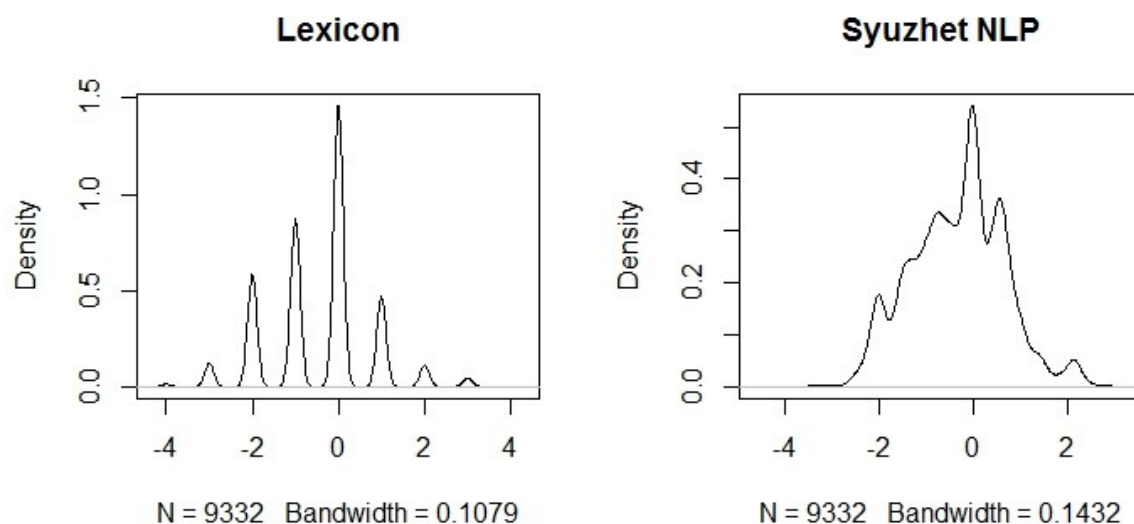 Lexicon
Density
0.0 0.5 1.0 1.5
-4 -2 0 2 4
N = 9332 Bandwidth = 0.1079
Syuzhet NLP
Density
0.0 0.2 0.4
-4 -2 0 2
N = 9332 Bandwidth = 0.1432